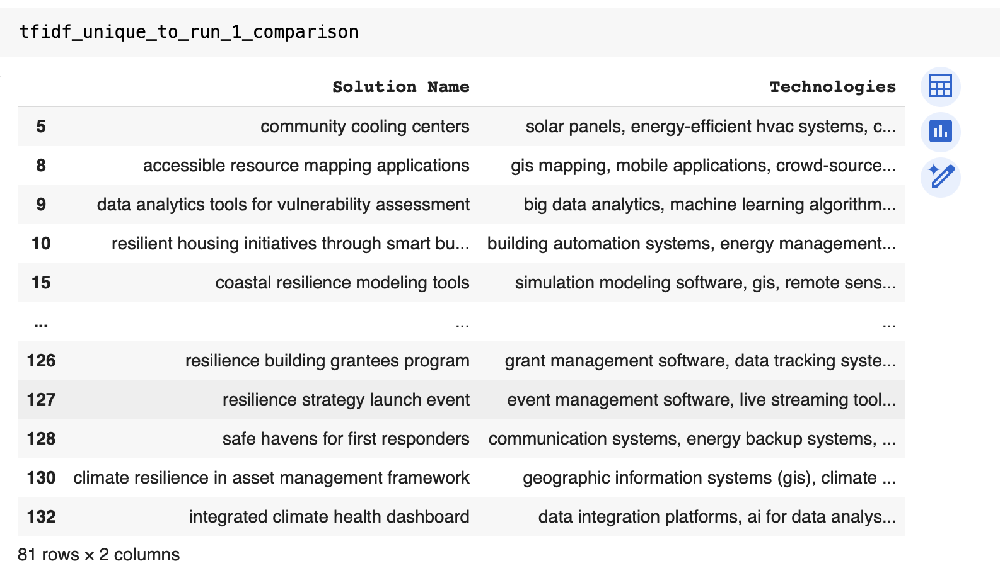 tfidf_unique_to_run_1_comparison
Solution Name Technologies
5 community cooling centers solar panels, energy-efficient hvac systems, c...
8 accessible resource mapping applications gis mapping, mobile applications, crowd-source...
9 data analytics tools for vulnerability assessment big data analytics, machine learning algorithm...
10 resilient housing initiatives through smart bu... building automation systems, energy management...
15 coastal resilience modeling tools simulation modeling software, gis, remote sens...
... ... ...
126 resilience building grantees program grant management software, data tracking syste...
127 resilience strategy launch event event management software, live streaming tool...
128 safe havens for first responders communication systems, energy backup systems, ...
130 climate resilience in asset management framework geographic information systems (gis), climate ...
132 integrated climate health dashboard data integration platforms, ai for data analys...
81 rows × 2 columns